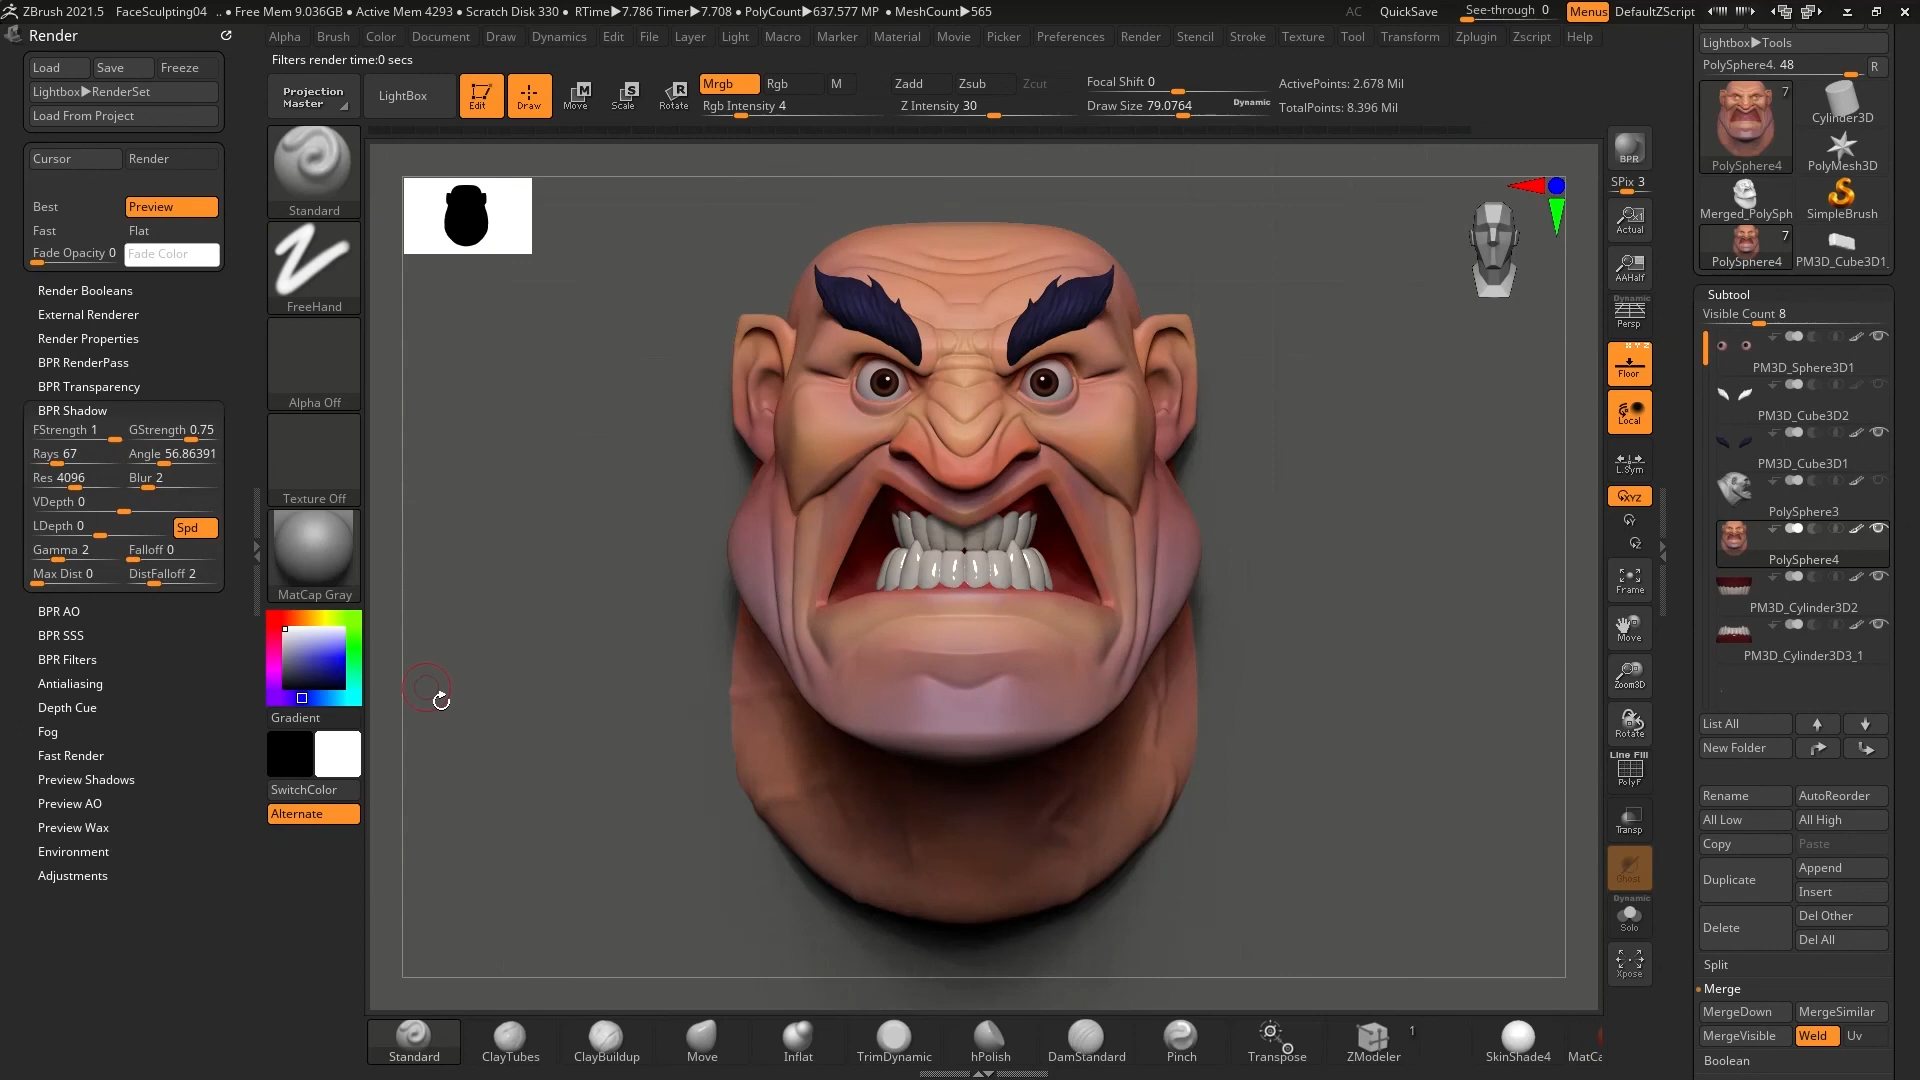 ZBrush 2021.5 FaceSculpting04 .. • Free Mem 9.036GB • Active Mem 4293 • Scratch Disk 330 • RTime▶7.786 Timer▶7.708 • PolyCount▶637.577 MP • MeshCount▶565 AC QuickSave See-through 0 Menus DefaultZScript
Render
Alpha Brush Color Document Draw Dynamics Edit File Layer Light Macro Marker Material Movie Picker Preferences Render Stencil Stroke Texture Tool Transform Zplugin Zscript Help
Filters render time:0 secs
Load Save Freeze
Lightbox▶RenderSet
Load From Project
Cursor Render
Best Preview
Fast Flat
Fade Opacity 0 Fade Color
Render Booleans
External Renderer
Render Properties
BPR RenderPass
BPR Transparency
BPR Shadow
FStrength 1 GStrength 0.75
Rays 67 Angle 56.86391
Res 4096 Blur 2
VDepth 0
LDepth 0 Spd
Gamma 2 Falloff 0
Max Dist 0 DistFalloff 2
BPR AO
BPR SSS
BPR Filters
Antialiasing
Depth Cue
Fog
Fast Render
Preview Shadows
Preview AO
Preview Wax
Environment
Adjustments
Projection
Master
LightBox
Edit
Draw
M
Move
S
Scale
R
Rotate
Mrgb Rgb M
Rgb Intensity 4
Zadd Zsub Zcut
Z Intensity 30
Focal Shift 0
Draw Size 79.0764 Dynamic
ActivePoints: 2.678 Mil
TotalPoints: 8.396 Mil
Standard
FreeHand
Alpha Off
Texture Off
MatCap Gray
Gradient
SwitchColor
Alternate
BPR
SPix 3
Actual
AAHalf
Dynamic
Persp
X Y Z
Floor
Local
L.Sym
XYZ
Y
Z
Frame
Move
Zoom3D
Rotate
Line Fill
PolyF
Transp
Ghost
Dynamic
Solo
Xpose
Lightbox▶Tools
PolySphere4. 48 R
7
PolySphere4
Cylinder3D
PolyMesh3D
Merged_PolySph SimpleBrush
7
PolySphere4 PM3D_Cube3D1_
Subtool
Visible Count 8
PM3D_Sphere3D1
PM3D_Cube3D2
PM3D_Cube3D1
PolySphere3
PolySphere4
PM3D_Cylinder3D2
PM3D_Cylinder3D3_1
List All
New Folder
Rename AutoReorder
All Low All High
Copy Paste
Duplicate Append
Insert
Delete Del Other
Del All
Split
Merge
MergeDown MergeSimilar
MergeVisible Weld Uv
Boolean
Standard ClayTubes ClayBuildup Move Inflat TrimDynamic hPolish DamStandard Pinch Transpose ZModeler 1 SkinShade4 MatCa